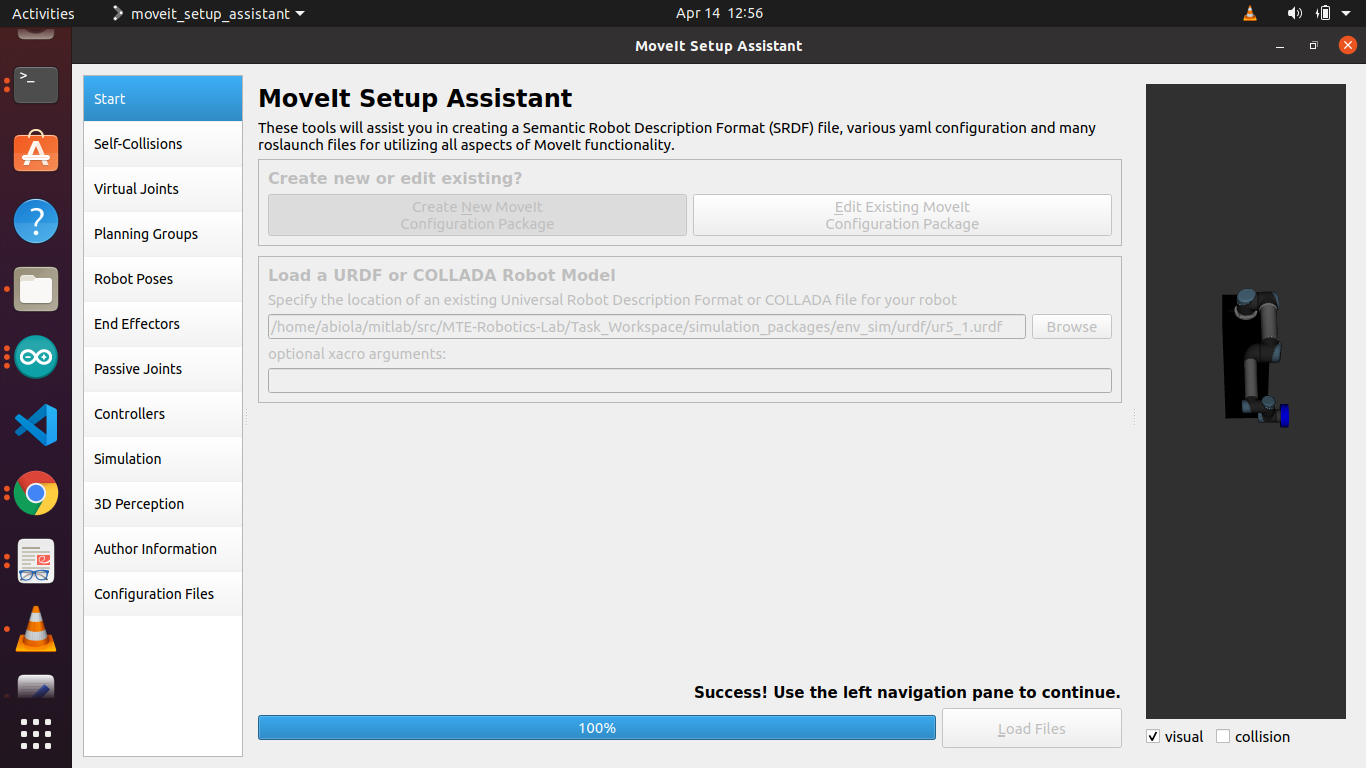 Activities
moveit_setup_assistant
Apr 14 12:56
MoveIt Setup Assistant
Start
Self-Collisions
Virtual Joints
Planning Groups
Robot Poses
End Effectors
Passive Joints
Controllers
Simulation
3D Perception
Author Information
Configuration Files
MoveIt Setup Assistant
These tools will assist you in creating a Semantic Robot Description Format (SRDF) file, various yaml configuration and many
roslaunch files for utilizing all aspects of MoveIt functionality.
Create new or edit existing?
Create New MoveIt
Configuration Package
Edit Existing MoveIt
Configuration Package
Load a URDF or COLLADA Robot Model
Specify the location of an existing Universal Robot Description Format or COLLADA file for your robot
/home/abiola/mitlab/src/MTE-Robotics-Lab/Task_Workspace/simulation_packages/env_sim/urdf/ur5_1.urdf
Browse
optional xacro arguments:
Success! Use the left navigation pane to continue.
100%
Load Files
visual
collision